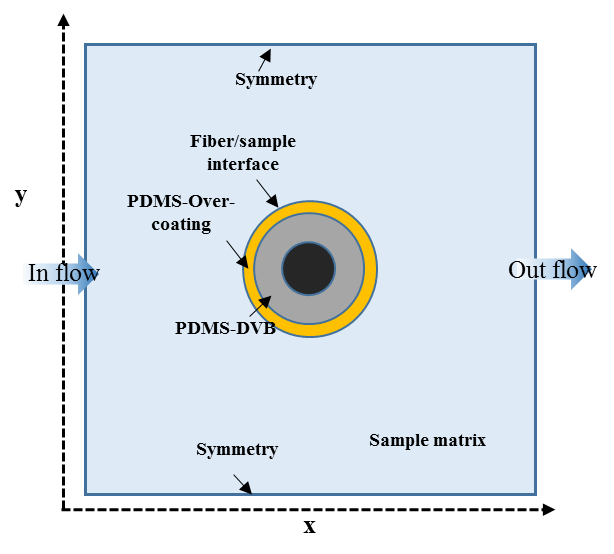 Symmetry
Fiber/sample
interface
PDMS-Over-
coating
y
In flow
Out flow
PDMS-DVB
Sample matrix
Symmetry
x